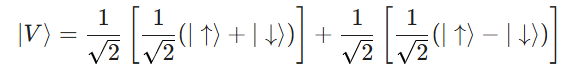 |V⟩ = 1/√2 [1/√2 (| ↑⟩ + | ↓⟩)] + 1/√2 [1/√2 (| ↑⟩ − | ↓⟩)]